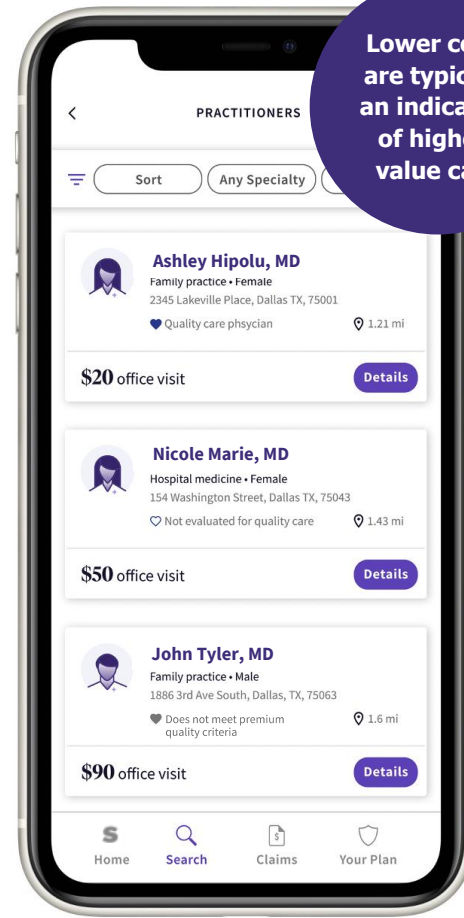 Lower co
are typic
an indica
of highe
value ca
PRACTITIONERS
Sort
Any Specialty
Ashley Hipolu, MD
Family practice • Female
2345 Lakeville Place, Dallas TX, 75001
Quality care phsycian
1.21 mi
$20 office visit
Details
Nicole Marie, MD
Hospital medicine • Female
154 Washington Street, Dallas TX, 75043
Not evaluated for quality care
1.43 mi
$50 office visit
Details
John Tyler, MD
Family practice • Male
1886 3rd Ave South, Dallas, TX, 75063
Does not meet premium
quality criteria
1.6 mi
$90 office visit
Details
S
$
Home
Search
Claims
Your Plan